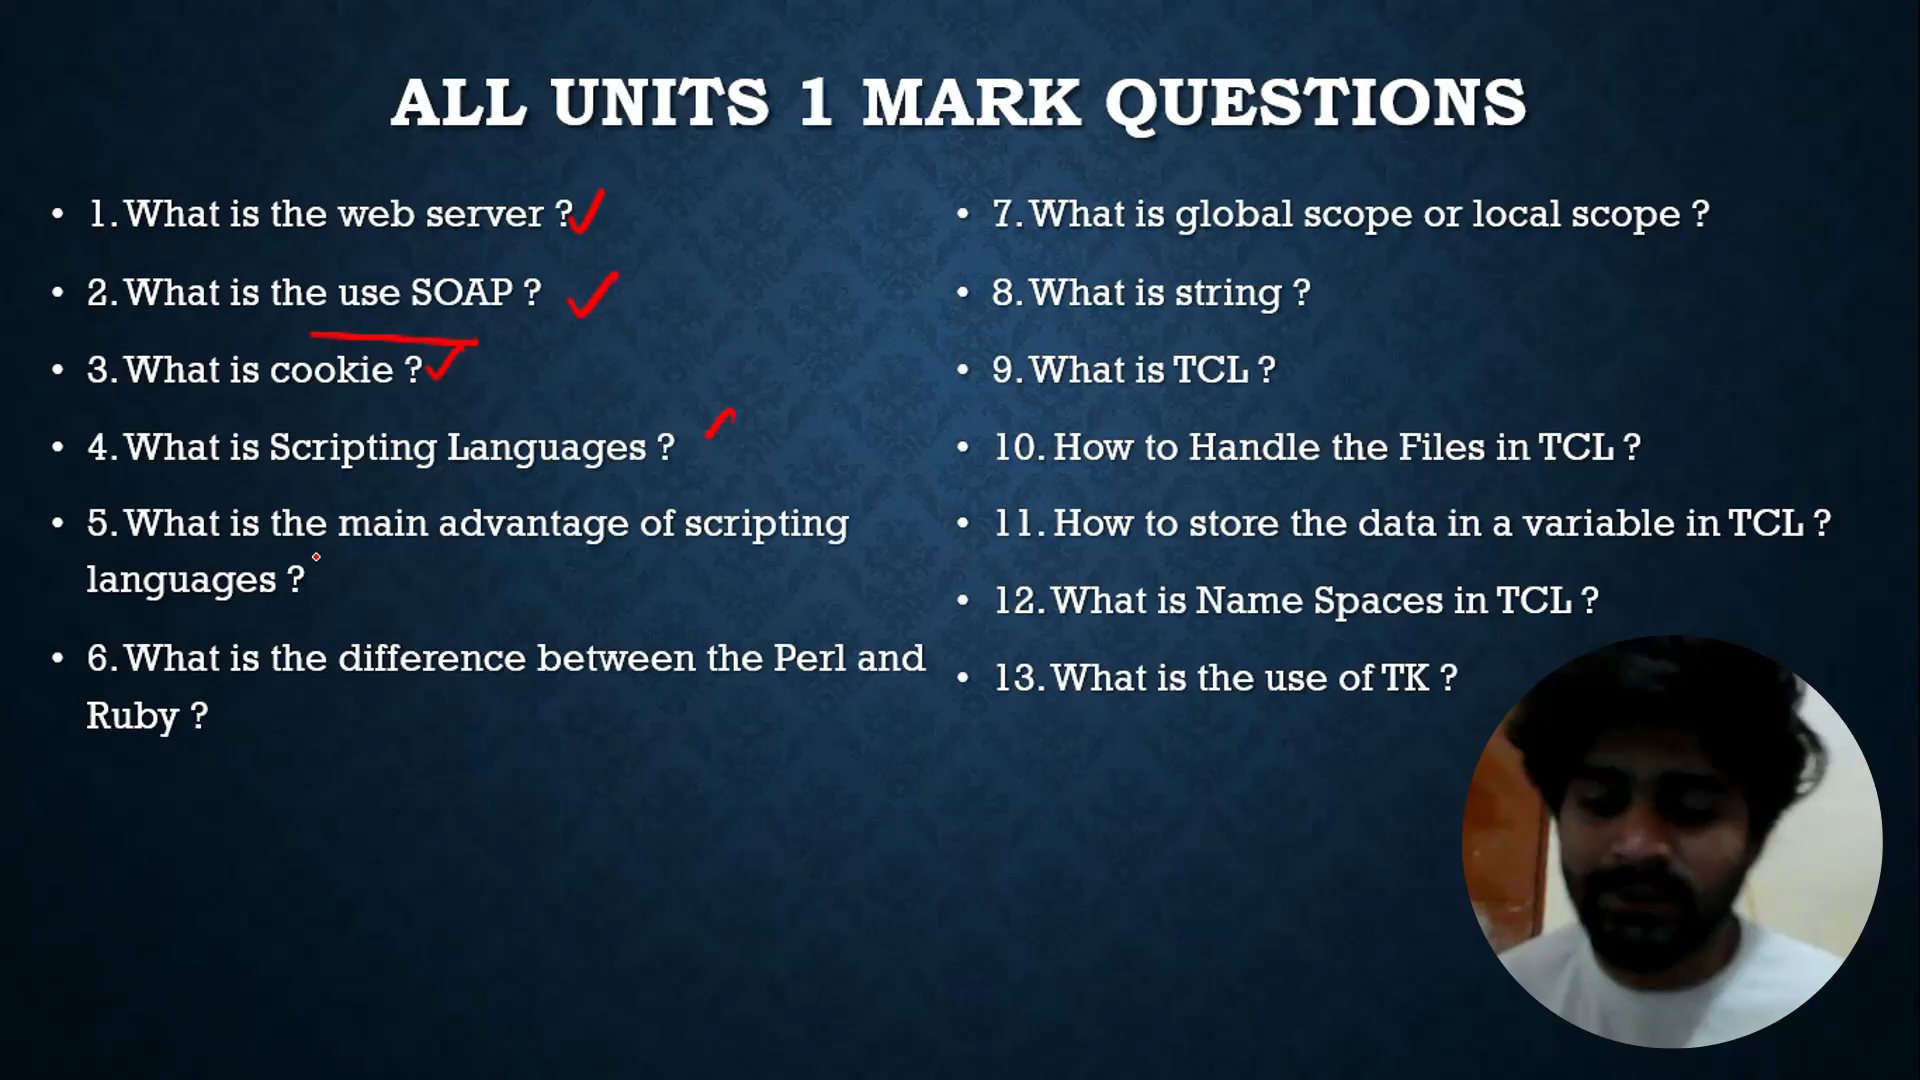 ALL UNITS 1 MARK QUESTIONS
• 1. What is the web server ?
• 2. What is the use SOAP ?
• 3. What is cookie ?
• 4. What is Scripting Languages ?
• 5. What is the main advantage of scripting
languages ?
• 6. What is the difference between the Perl and
Ruby ?
• 7. What is global scope or local scope ?
• 8. What is string ?
• 9. What is TCL ?
• 10. How to Handle the Files in TCL ?
• 11. How to store the data in a variable in TCL ?
• 12. What is Name Spaces in TCL ?
• 13. What is the use of TK ?